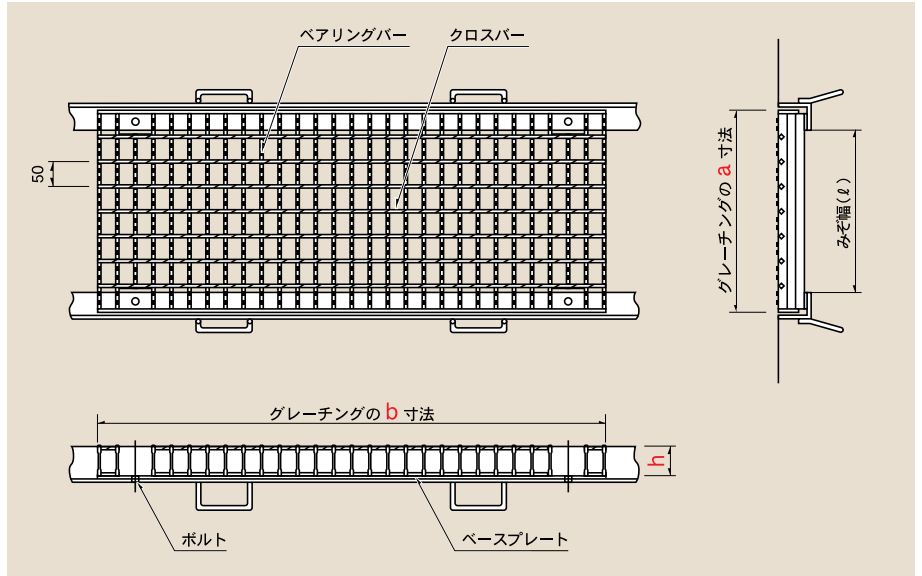 ベアリングバー
クロスバー
50
グレーチングの a 寸法
みぞ幅(ℓ)
グレーチングの b 寸法
h
ボルト
ベースプレート